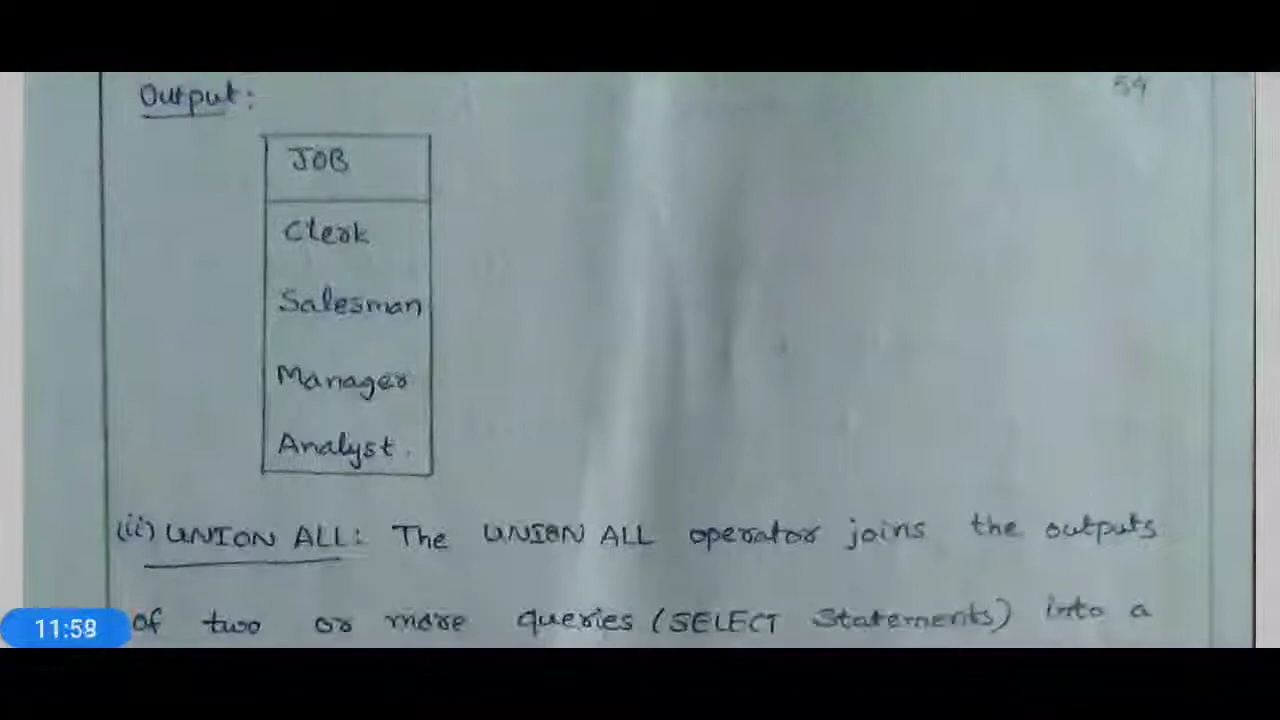 Output:
54
JOB
Clerk
Salesman
Manager
Analyst.
(ii) UNION ALL: The UNION ALL operator joins the outputs
of two or more queries (SELECT Statements) into a
11:58